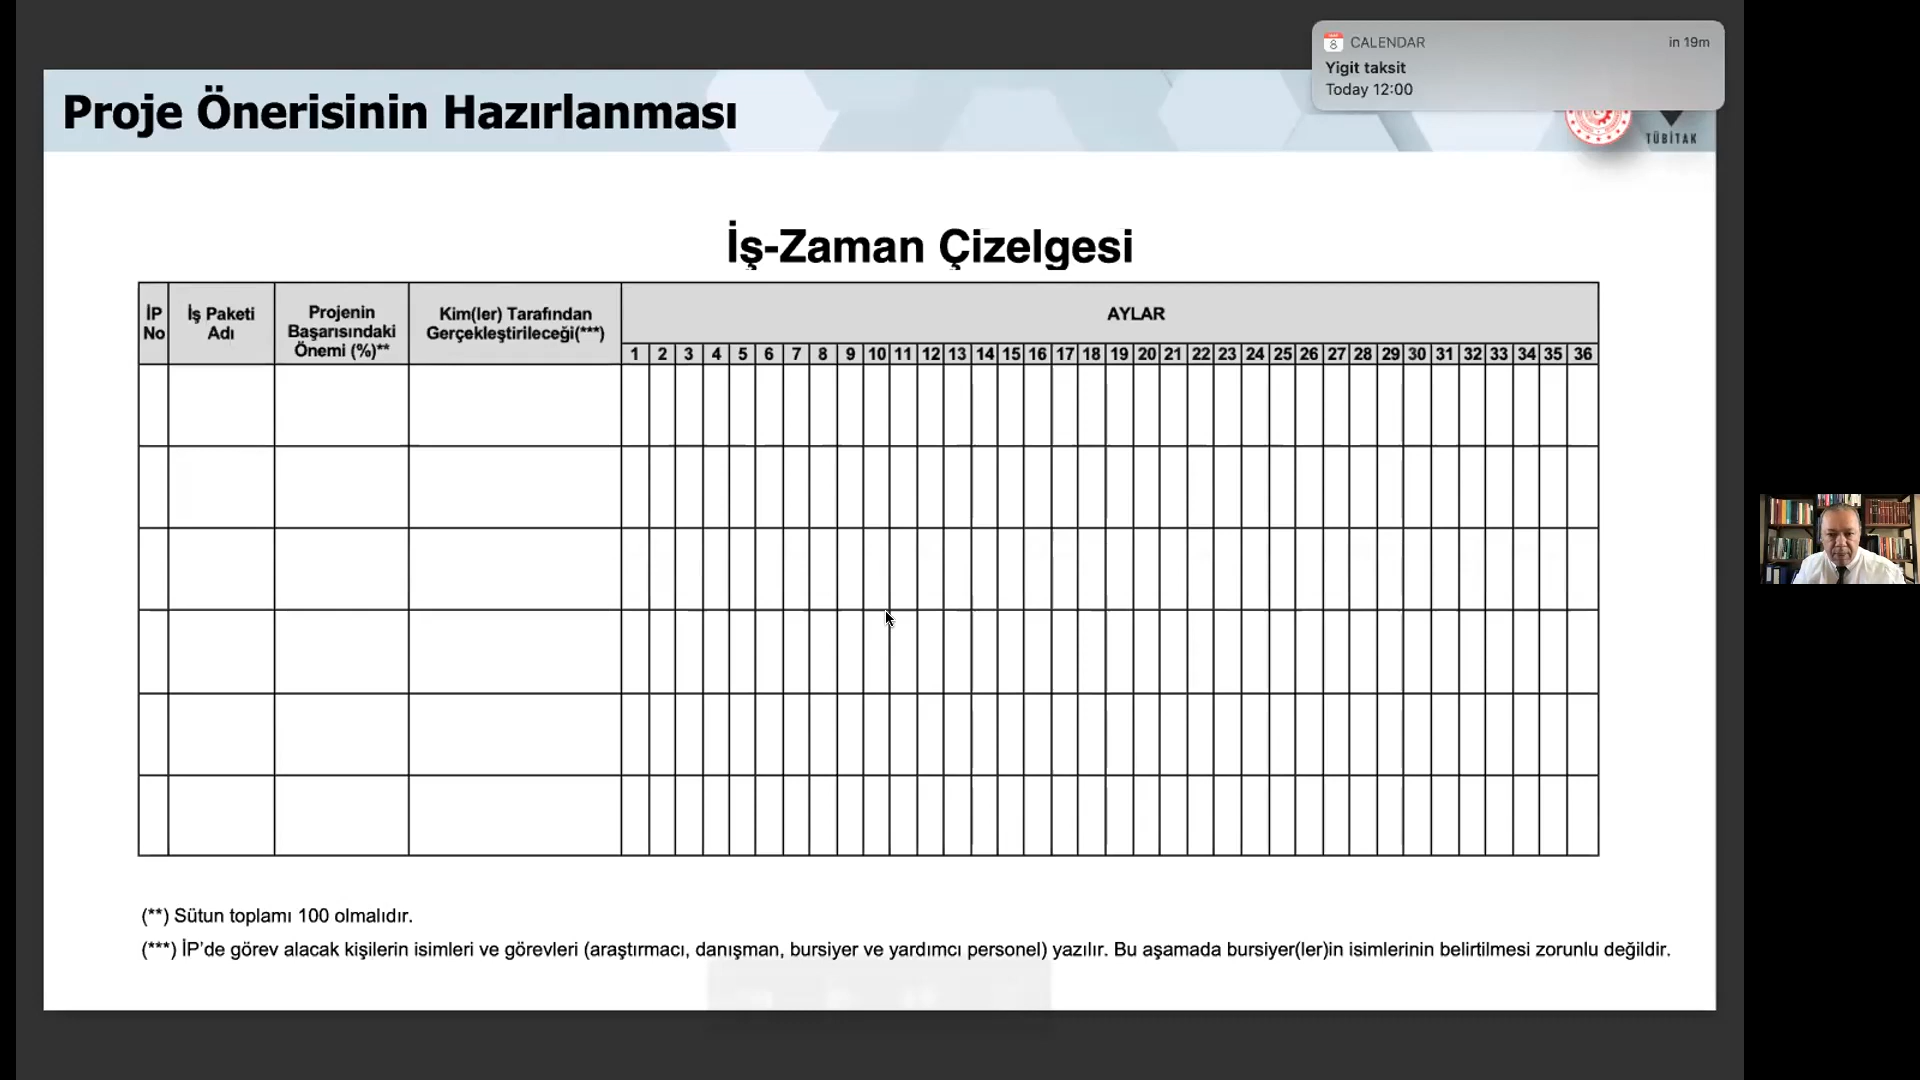 CALENDAR
in 19m
Yigit taksit
Today 12:00
Proje Önerisinin Hazırlanması
TÜBİTAK
İş-Zaman Çizelgesi
İP No
İş Paketi Adı
Projenin Başarısındaki Önemi (%)**
Kim(ler) Tarafından Gerçekleştirileceği(***)
AYLAR
1 2 3 4 5 6 7 8 9 10 11 12 13 14 15 16 17 18 19 20 21 22 23 24 25 26 27 28 29 30 31 32 33 34 35 36
(**) Sütun toplamı 100 olmalıdır.
(***) İP'de görev alacak kişilerin isimleri ve görevleri (araştırmacı, danışman, bursiyer ve yardımcı personel) yazılır. Bu aşamada bursiyer(ler)in isimlerinin belirtilmesi zorunlu değildir.